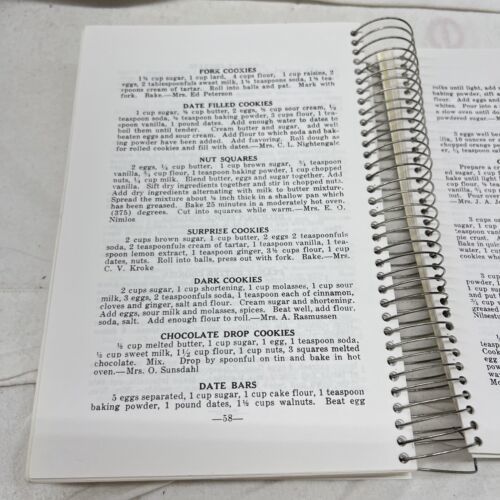 FORK COOKIES
1½ cup sugar, 1 cup lard, 4 cups flour, 1 cup raisins, 2
eggs, 2 tablespoonfuls sweet milk, 1½ teaspoons soda, 1½ tea-
spoons cream of tartar. Roll into balls and pat. Mark with
fork. Bake.—Mrs. Ed Peterson
DATE FILLED COOKIES
1 cup sugar, ¾ cup butter, 2 eggs, ½ cup sour cream, ½
teaspoon soda, ½ teaspoon baking powder, 3 cups flour, 1 tea-
spoon vanilla, 1 pound dates. Add enough water to dates to
boil them until tender. Cream butter and sugar, add well
beaten eggs and sour cream. Add flour to which soda and bak-
ing powder have been added. Add flavoring. Roll dough as
for rolled cookies and fill with dates.—Mrs. C. L. Nightengale
NUT SQUARES
2 eggs, ¼ cup butter, 1 cup brown sugar, ½ teaspoon
vanilla, ¾ cup flour, 1 teaspoon baking powder, 1 cup chopped
nuts, ¼ cup milk. Blend butter, eggs and sugar together. Add
vanilla. Sift dry ingredients together and stir in chopped nuts.
Add dry ingredients alternating with milk to butter mixture.
Spread the mixture about ¼ inch thick in a shallow pan which
has been greased. Bake 25 minutes in a moderately hot oven.
(375) degrees. Cut into squares while warm.—Mrs. E. O.
Nimlos
SURPRISE COOKIES
2 cups brown sugar, 1 cup butter, 2 eggs 2 teaspoonfuls
soda, 2 teaspoonfuls cream of tartar, 1 teaspoon vanilla, 1 tea-
spoon lemon extract, 1 teaspoon ginger, 3½ cups flour, 1 cup
dates, nuts. Roll into balls, press out with fork. Bake.—Mrs.
C. V. Kroke
DARK COOKIES
2 cups sugar, 1 cup shortening, 1 cup molasses, 1 cup sour
milk, 3 eggs, 2 teaspoonfuls soda, 1 teaspoon each of cinnamon,
cloves and ginger, salt and flour. Cream sugar and shortening.
Add eggs, sour milk and molasses, spices. Beat well, add flour,
soda, salt. Add enough flour to roll.—Mrs. A. Rasmussen
CHOCOLATE DROP COOKIES
½ cup melted butter, 1 cup sugar, 1 egg, 1 teaspoon soda,
½ cup sweet milk, 1½ cup flour, 1 cup nuts, 3 squares melted
chocolate. Mix. Drop by spoonful on tin and bake in hot
oven.—Mrs. O. Sunsdahl
DATE BARS
5 eggs separated, 1 cup sugar, 1 cup cake flour, 1 teaspoon
baking powder, 1 pound dates, 1½ cups walnuts. Beat egg
—58—